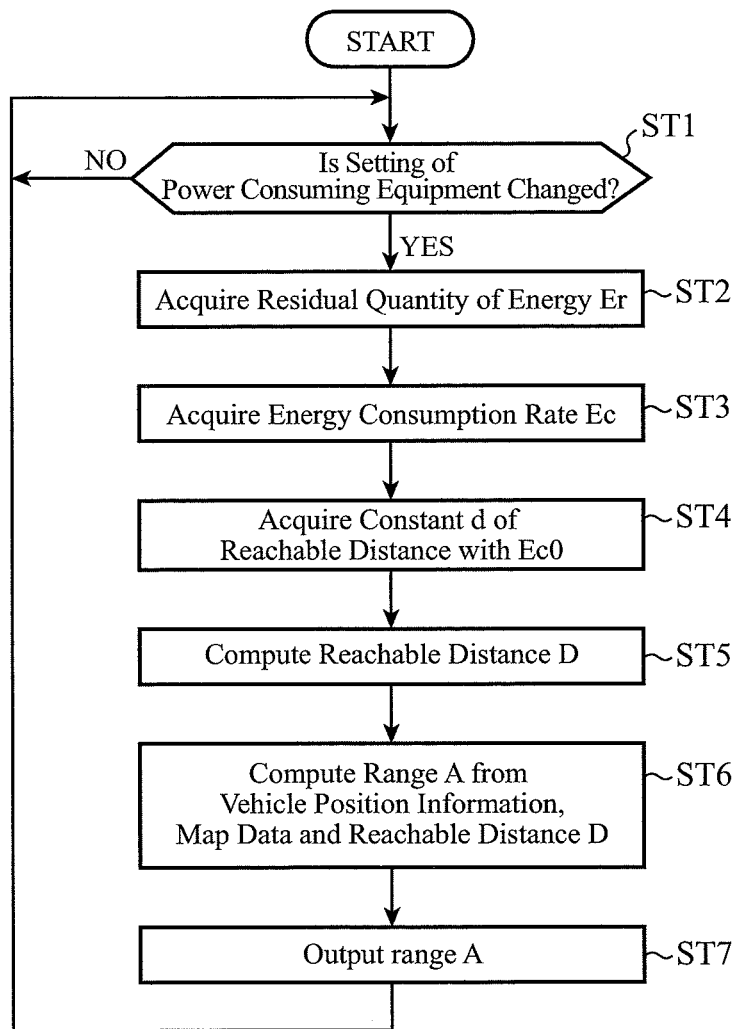 START
ST1
NO
Is Setting of
Power Consuming Equipment Changed?
YES
Acquire Residual Quantity of Energy Er
ST2
Acquire Energy Consumption Rate Ec
ST3
Acquire Constant d of
Reachable Distance with Ec0
ST4
Compute Reachable Distance D
ST5
Compute Range A from
Vehicle Position Information,
Map Data and Reachable Distance D
ST6
Output range A
ST7